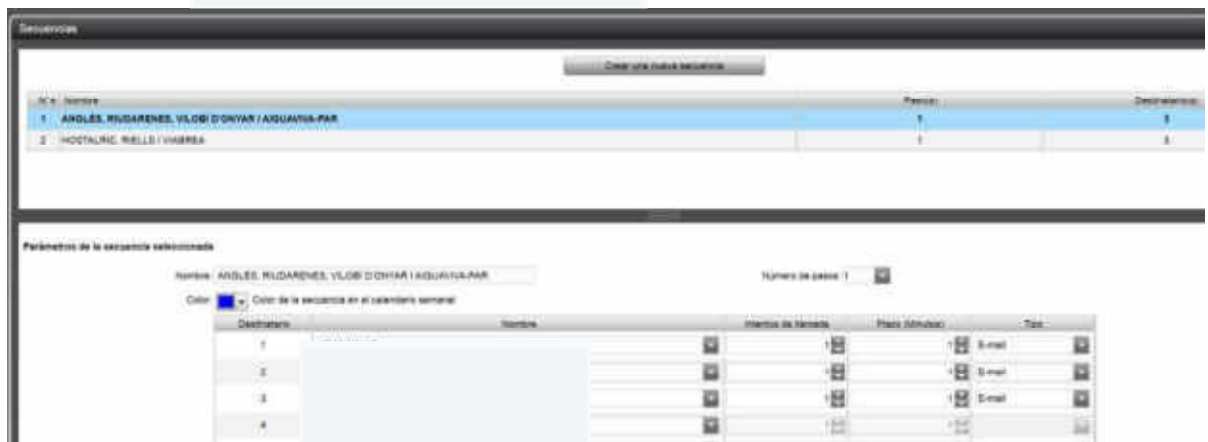 Secuencias
Crear una nueva secuencia
Nº Nombre Pasos Destinatarios
1 ANGLÈS, RIUDARENES, VILOBI D'ONYAR I AIGUAVIVA-PAR 1 3
2 HOSTALRIC, RIELLS I VIABREA 1 3
Parámetros de la secuencia seleccionada
Nombre ANGLÈS, RIUDARENES, VILOBI D'ONYAR I AIGUAVIVA-PAR Número de pasos 1
Color Color de la secuencia en el calendario semanal
Destinatario Nombre Intentos de llamada Plazo (Minutos) Tipo
1 1 1 E-mail
2 1 1 E-mail
3 1 1 E-mail
4 1 1